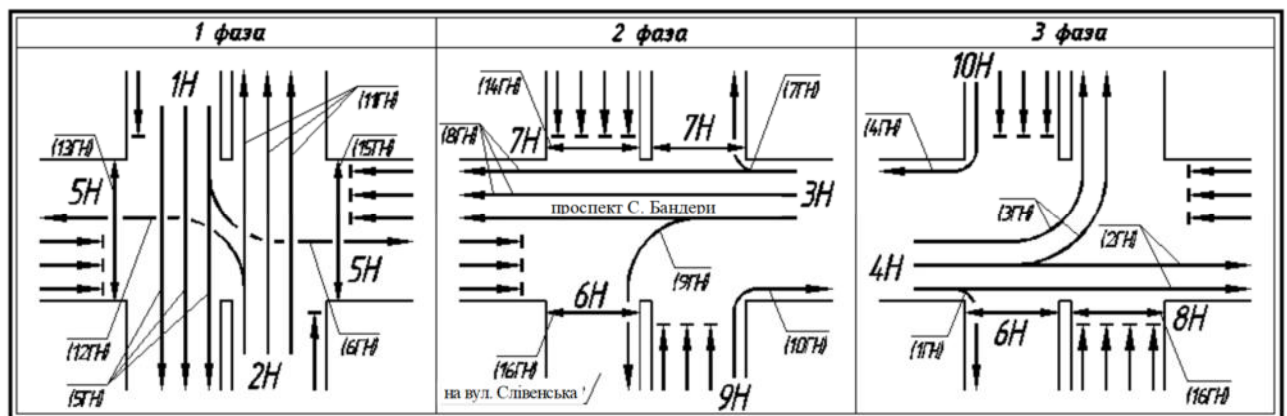 1 фаза
2 фаза
3 фаза
1Н
(11ГН)
(13ГН)
(15ГН)
5Н
5Н
(12ГН)
(5ГН)
2Н
(6ГН)
(14ГН)
(7ГН)
(8ГН)
7Н
7Н
проспект С. Бандери
3Н
(9ГН)
6Н
(10ГН)
(16ГН)
на вул. Слівенська
9Н
10Н
(4ГН)
(3ГН)
(2ГН)
4Н
(1ГН)
6Н
8Н
(16ГН)